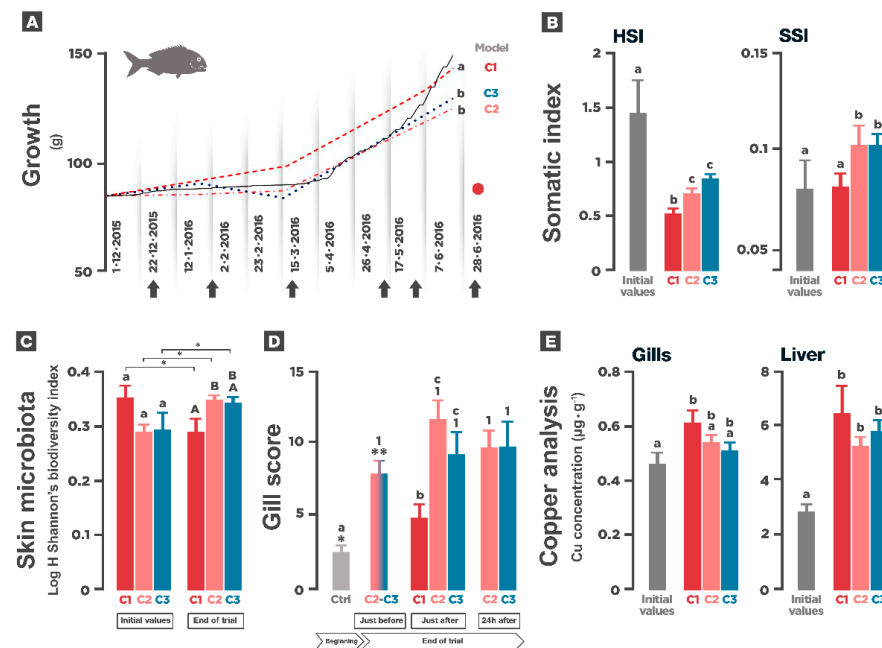 A
Growth
(g)
150
100
50
Model
a C1
b C3
b C2
1·12·2015
22·12·2015
12·1·2016
2·2·2016
23·2·2016
15·3·2016
5·4·2016
26·4·2016
17·5·2016
7·6·2016
28·6·2016
B
Somatic index
HSI
2
1.5
1
0.5
0
a
b
c
c
Initial values
C1
C2
C3
SSI
0.15
0.1
0.05
a
a
b
b
Initial values
C1
C2
C3
C
Skin microbiota
Log H Shannon's biodiversity index
0.4
0.3
0.2
0.1
0
*
*
*
a
a
a
A
B
B
A
C1 C2 C3
C1 C2 C3
Initial values
End of trial
D
Gill score
15
10
5
0
a
*
1
**
b
c
1
c
1
1
1
Ctrl
C2-C3
C1 C2 C3
C2 C3
Just before
Just after
24h after
Beginning
End of trial
E
Copper analysis
Cu concentration (µg·g⁻¹)
Gills
0.8
0.6
0.4
0.2
0
a
b
b
a
b
a
Initial values
C1 C2 C3
Liver
8
6
4
2
0
a
b
b
b
Initial values
C1 C2 C3